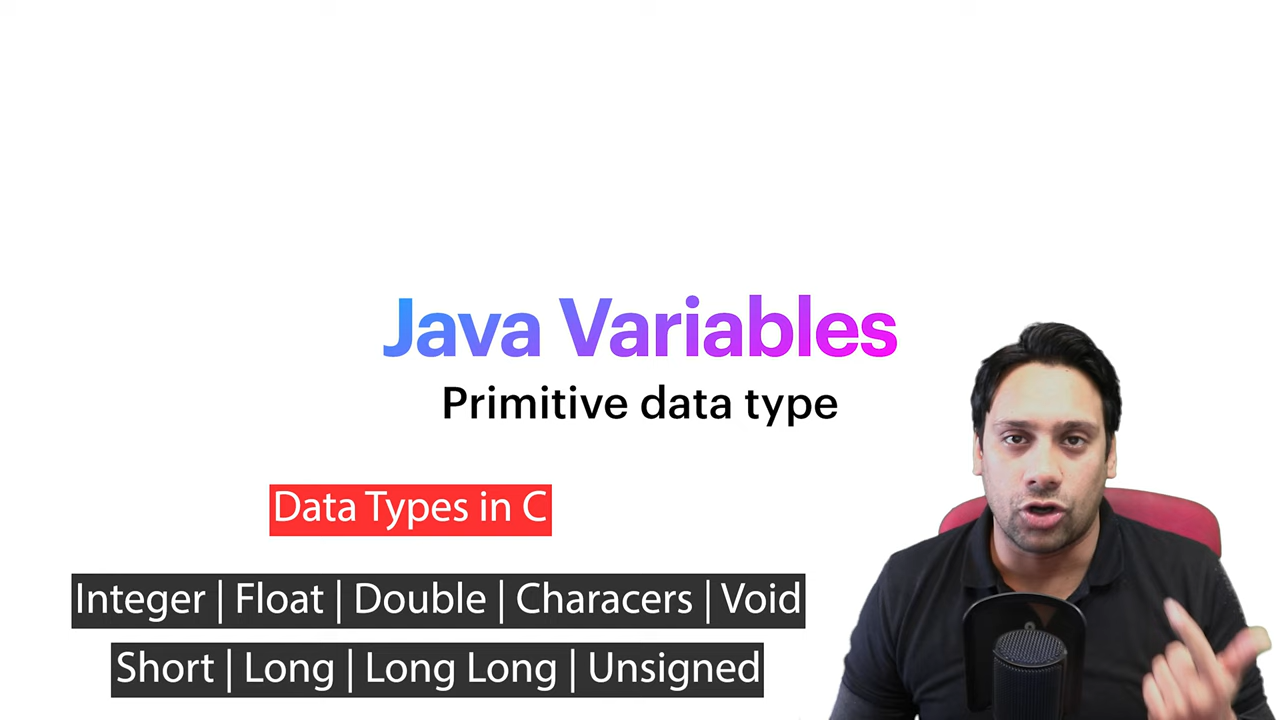 Java Variables
Primitive data type
Data Types in C
Integer | Float | Double | Characers | Void
Short | Long | Long Long | Unsigned